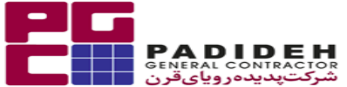 PGC
PADIDEH
GENERAL CONTRACTOR
شرکت پدیده رویای قرن